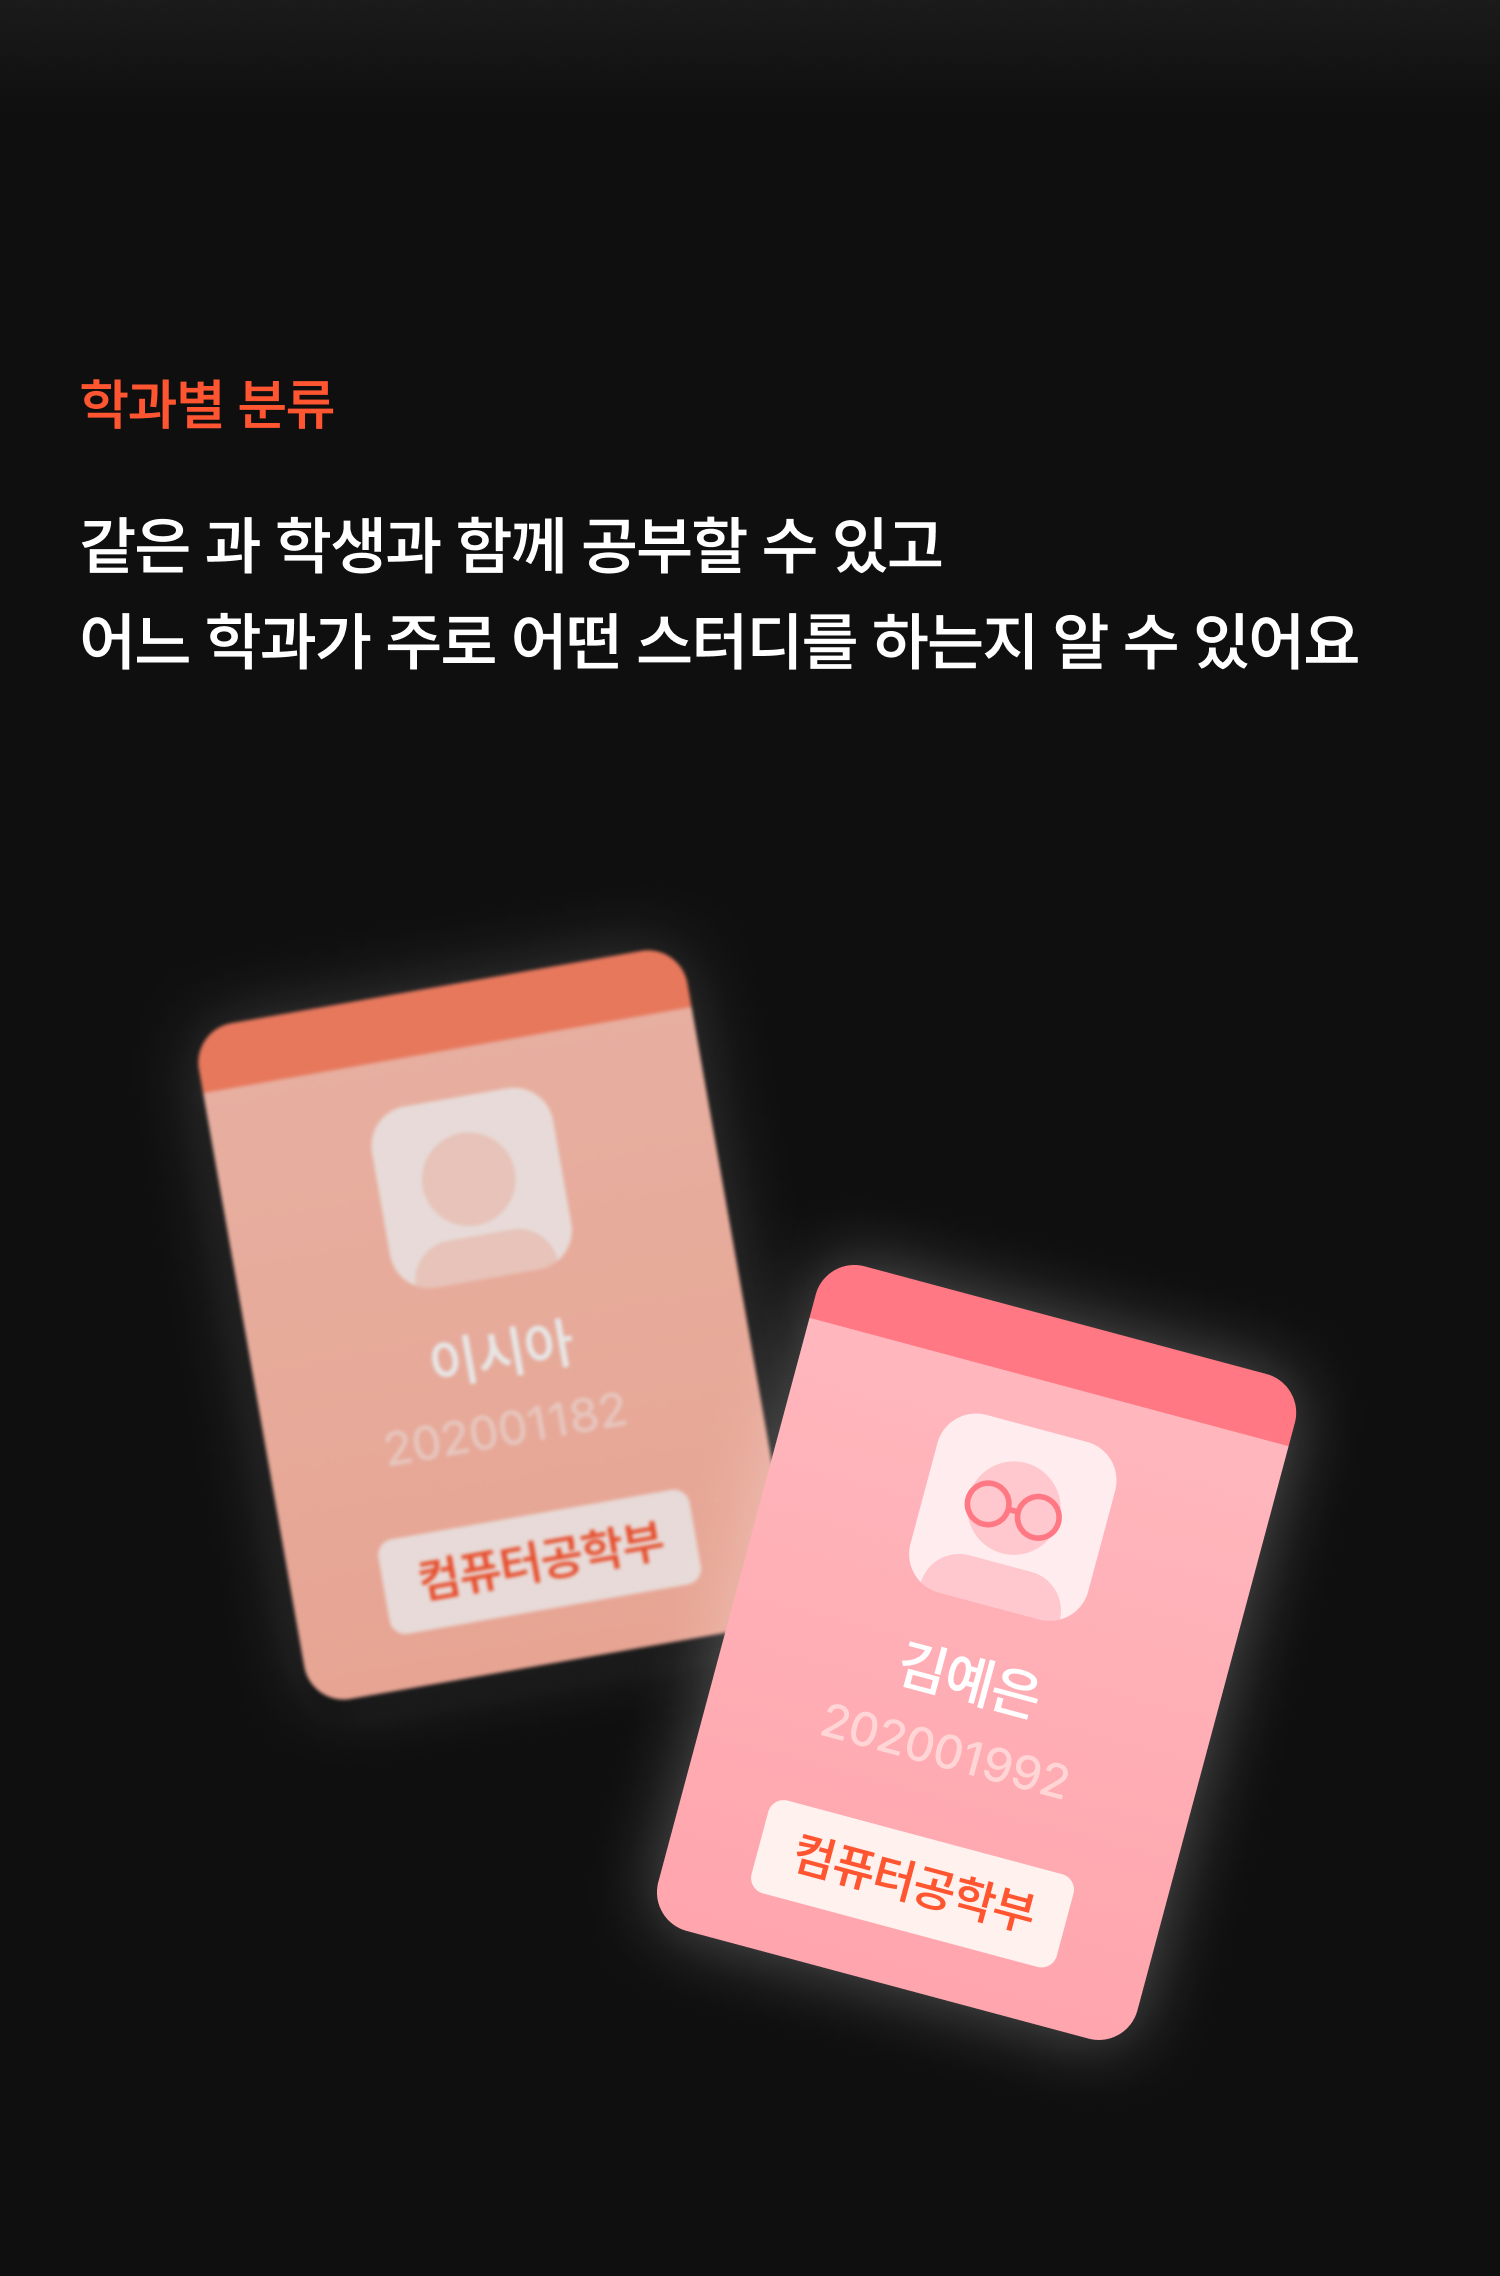 학과별 분류
같은 과 학생과 함께 공부할 수 있고
어느 학과가 주로 어떤 스터디를 하는지 알 수 있어요
이시아
202001182
컴퓨터공학부
김예은
202001992
컴퓨터공학부